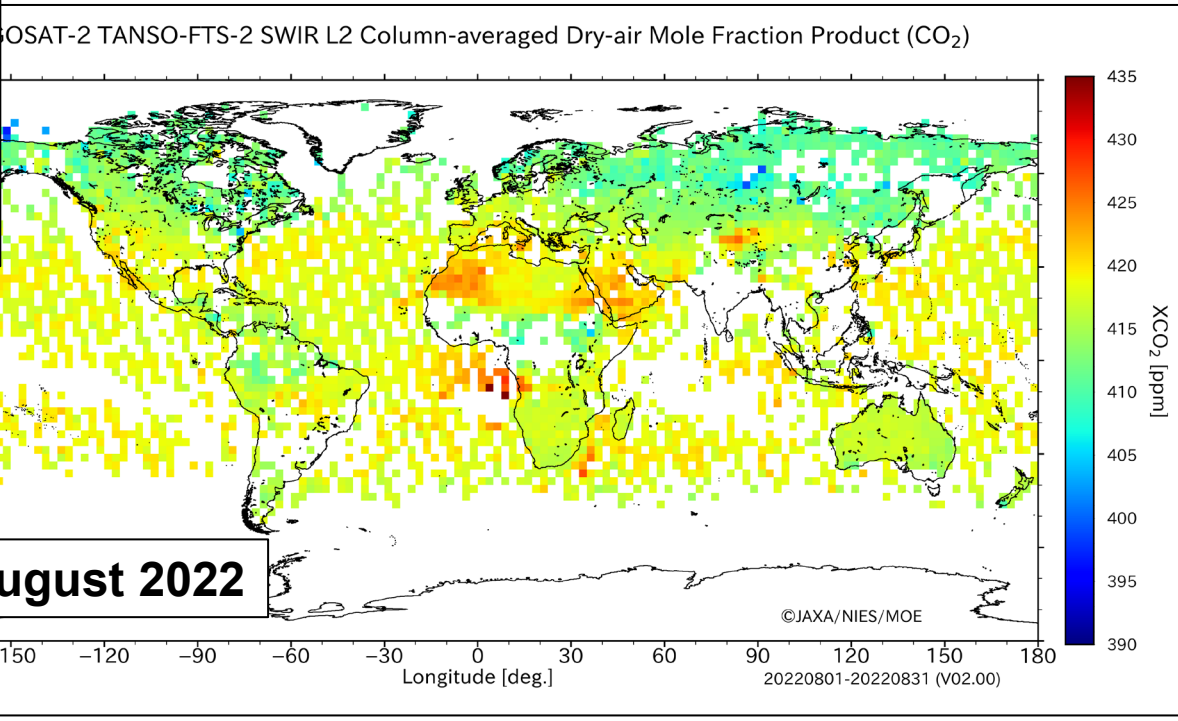 GOSAT-2 TANSO-FTS-2 SWIR L2 Column-averaged Dry-air Mole Fraction Product (CO₂)
435
430
425
420
415
410
405
400
395
390
XCO₂ [ppm]
ugust 2022
©JAXA/NIES/MOE
150 −120 −90 −60 −30 0 30 60 90 120 150 180
Longitude [deg.]
20220801-20220831 (V02.00)